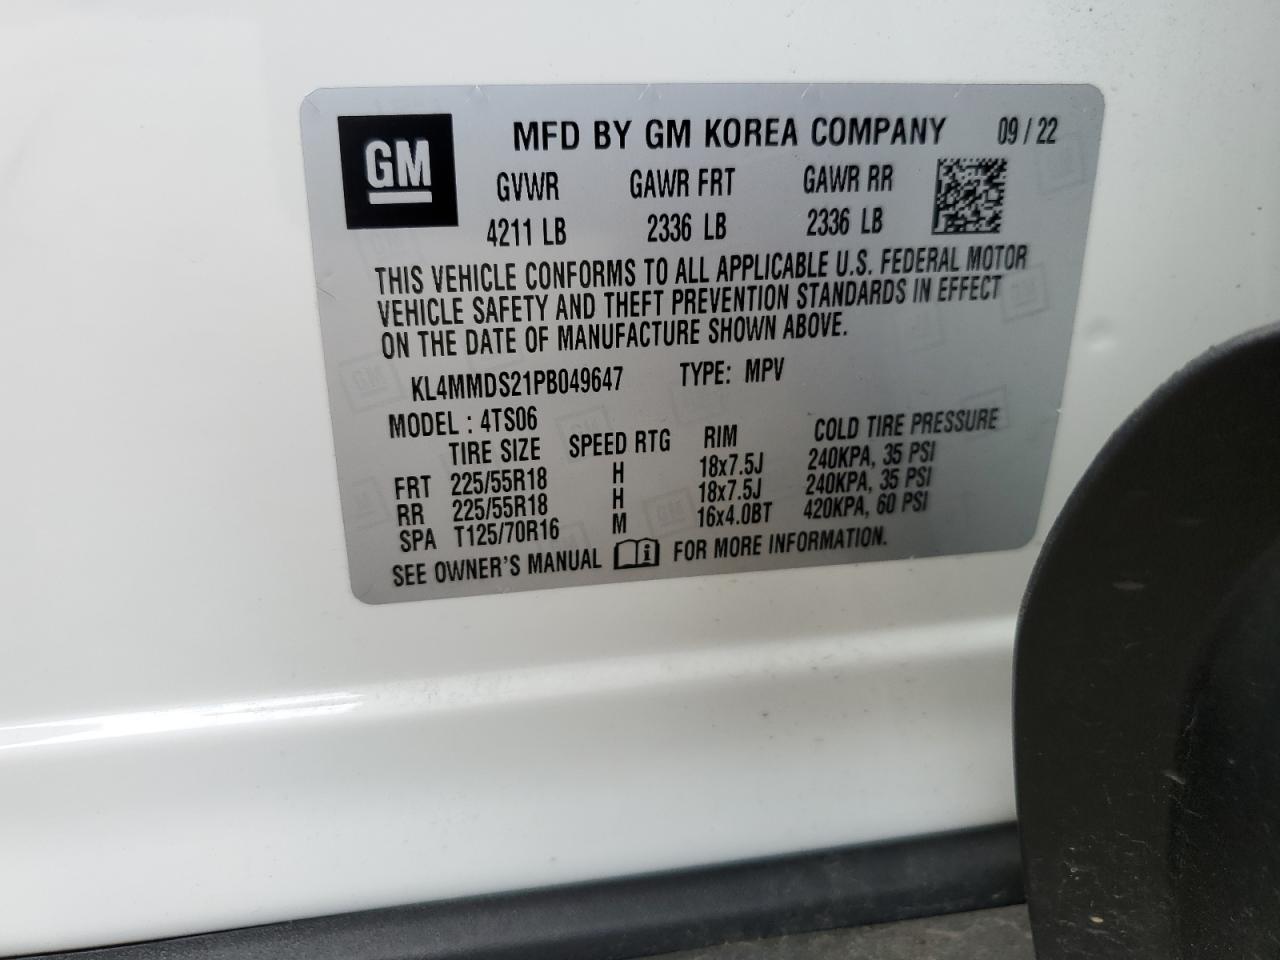 GM
MFD BY GM KOREA COMPANY 09 / 22
GVWR GAWR FRT GAWR RR
4211 LB 2336 LB 2336 LB
THIS VEHICLE CONFORMS TO ALL APPLICABLE U.S. FEDERAL MOTOR
VEHICLE SAFETY AND THEFT PREVENTION STANDARDS IN EFFECT
ON THE DATE OF MANUFACTURE SHOWN ABOVE.
KL4MMDS21PB049647 TYPE: MPV
MODEL : 4TS06
TIRE SIZE SPEED RTG RIM COLD TIRE PRESSURE
FRT 225/55R18 H 18x7.5J 240KPA, 35 PSI
RR 225/55R18 H 18x7.5J 240KPA, 35 PSI
SPA T125/70R16 M 16x4.0BT 420KPA, 60 PSI
SEE OWNER'S MANUAL FOR MORE INFORMATION.